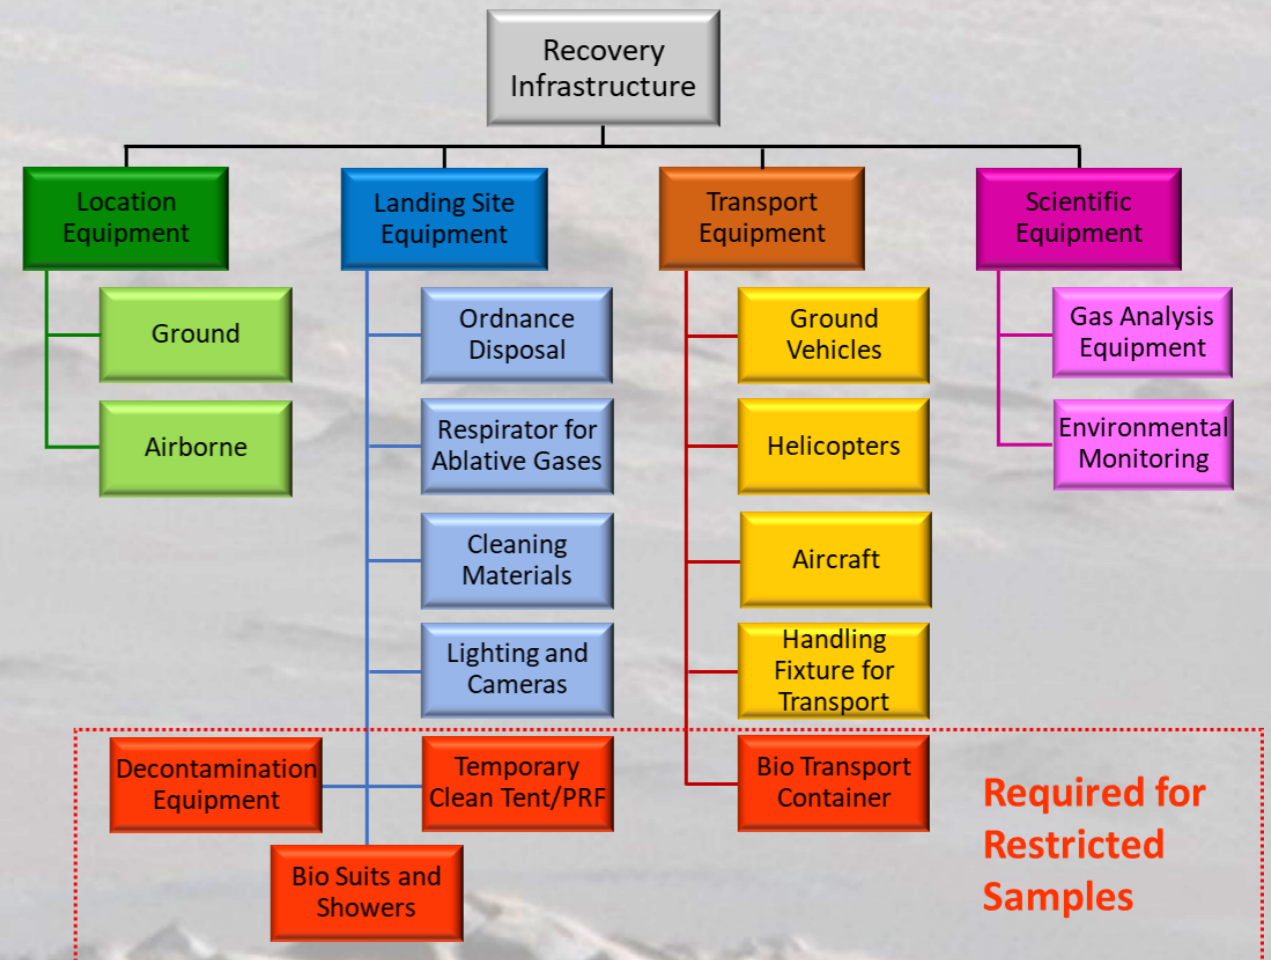 Recovery
Infrastructure
Location
Equipment
Landing Site
Equipment
Transport
Equipment
Scientific
Equipment
Ground
Airborne
Ordnance
Disposal
Respirator for
Ablative Gases
Cleaning
Materials
Lighting and
Cameras
Ground
Vehicles
Helicopters
Aircraft
Handling
Fixture for
Transport
Gas Analysis
Equipment
Environmental
Monitoring
Decontamination
Equipment
Temporary
Clean Tent/PRF
Bio Suits and
Showers
Bio Transport
Container
Required for
Restricted
Samples